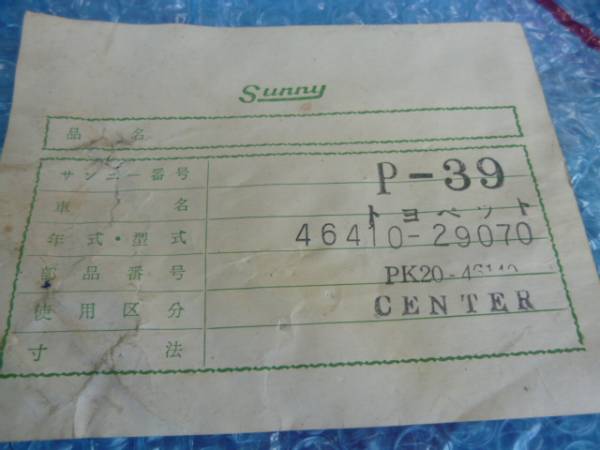 Sunny
品 名
サンニー番号 P-39
車 名 トヨペット
年式・型式 46410-29070
部品番号 PK20-46140
使用区分 CENTER
寸 法